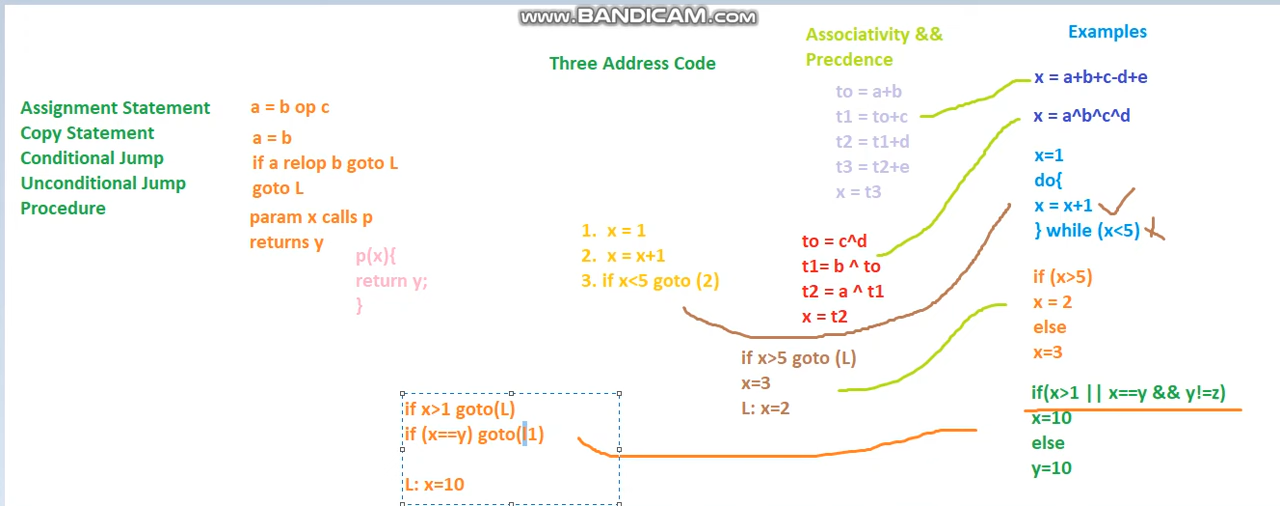 www.BANDICAM.com
Three Address Code
Associativity &&
Precdence
Examples
Assignment Statement
Copy Statement
Conditional Jump
Unconditional Jump
Procedure
a = b op c
a = b
if a relop b goto L
goto L
param x calls p
returns y
p(x){
return y;
}
1. x = 1
2. x = x+1
3. if x<5 goto (2)
to = a+b
t1 = to+c
t2 = t1+d
t3 = t2+e
x = t3
to = c^d
t1= b ^ to
t2 = a ^ t1
x = t2
if x>5 goto (L)
x=3
L: x=2
if x>1 goto(L)
if (x==y) goto(l1)
L: x=10
x = a+b+c-d+e
x = a^b^c^d
x=1
do{
x = x+1
} while (x<5)
if (x>5)
x = 2
else
x=3
if(x>1 || x==y && y!=z)
x=10
else
y=10